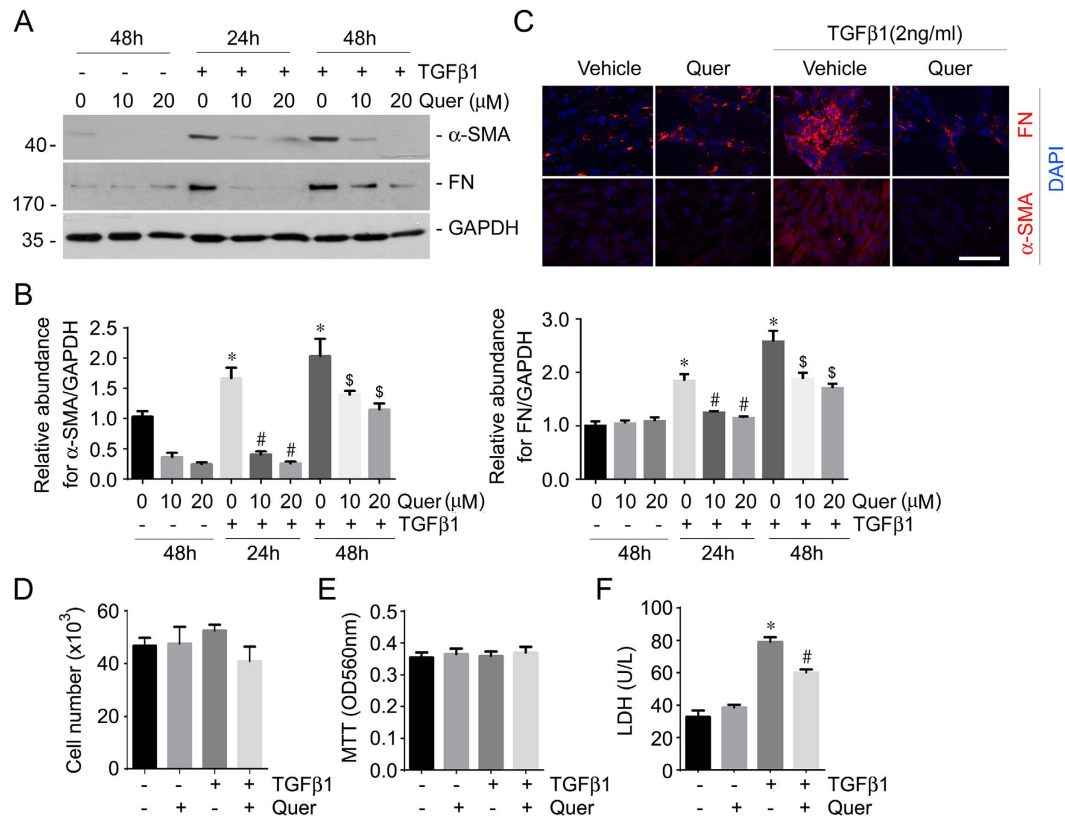 A
48h 24h 48h
- - - + + + + + + TGFβ1
0 10 20 0 10 20 0 10 20 Quer (μM)
40 - - α-SMA
170 - - FN
35 - - GAPDH
C
TGFβ1(2ng/ml)
Vehicle Quer Vehicle Quer
FN
α-SMA
DAPI
B
Relative abundance
for α-SMA/GAPDH
2.5
2.0
1.5
1.0
0.5
0.0
* # # * $ $
0 10 20 0 10 20 0 10 20 Quer (μM)
- - - + + + + + + TGFβ1
48h 24h 48h
Relative abundance
for FN/GAPDH
3.0
2.0
1.0
0.0
* # # * $ $
0 10 20 0 10 20 0 10 20 Quer (μM)
- - - + + + + + + TGFβ1
48h 24h 48h
D
Cell number (x10³)
60
40
20
0
- - + + TGFβ1
- + - + Quer
E
MTT (OD560nm)
0.5
0.4
0.3
0.2
0.1
0.0
- - + + TGFβ1
- + - + Quer
F
LDH (U/L)
100
80
60
40
20
0
* #
- - + + TGFβ1
- + - + Quer